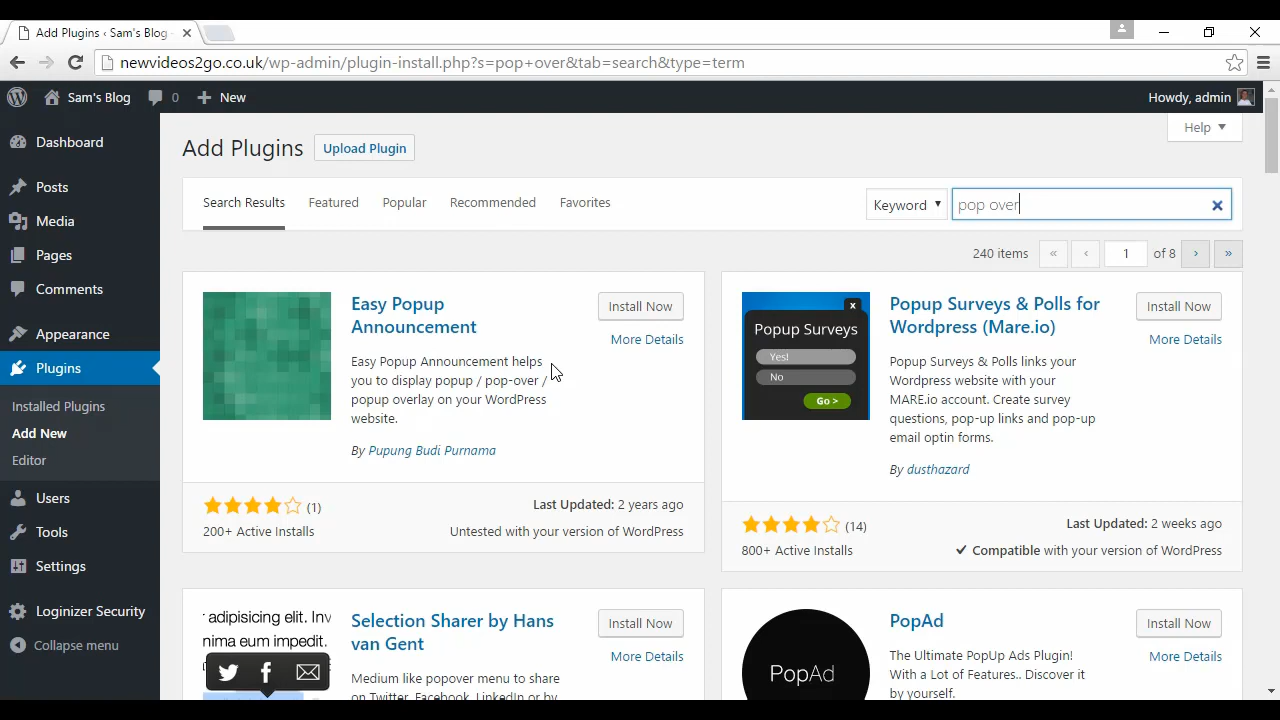 Add Plugins ‹ Sam's Blog
newvideos2go.co.uk/wp-admin/plugin-install.php?s=pop+over&tab=search&type=term
Sam's Blog
0
New
Howdy, admin
Dashboard
Posts
Media
Pages
Comments
Appearance
Plugins
Installed Plugins
Add New
Editor
Users
Tools
Settings
Loginizer Security
Collapse menu
Help
Add Plugins
Upload Plugin
Search Results
Featured
Popular
Recommended
Favorites
Keyword
pop over
240 items
«
‹
1
of 8
›
»
Easy Popup
Announcement
Install Now
More Details
Easy Popup Announcement helps
you to display popup / pop-over /
popup overlay on your WordPress
website.
By Pupung Budi Purnama
(1)
200+ Active Installs
Last Updated: 2 years ago
Untested with your version of WordPress
x
Popup Surveys
Yes!
No
Go >
Popup Surveys & Polls for
Wordpress (Mare.io)
Install Now
More Details
Popup Surveys & Polls links your
Wordpress website with your
MARE.io account. Create survey
questions, pop-up links and pop-up
email optin forms.
By dusthazard
(14)
800+ Active Installs
Last Updated: 2 weeks ago
Compatible with your version of WordPress
adipisicing elit. Inv
nima eum impedit.
Selection Sharer by Hans
van Gent
Install Now
More Details
Medium like popover menu to share
on Twitter, Facebook, LinkedIn or by
PopAd
PopAd
Install Now
More Details
The Ultimate PopUp Ads Plugin!
With a Lot of Features.. Discover it
by yourself.